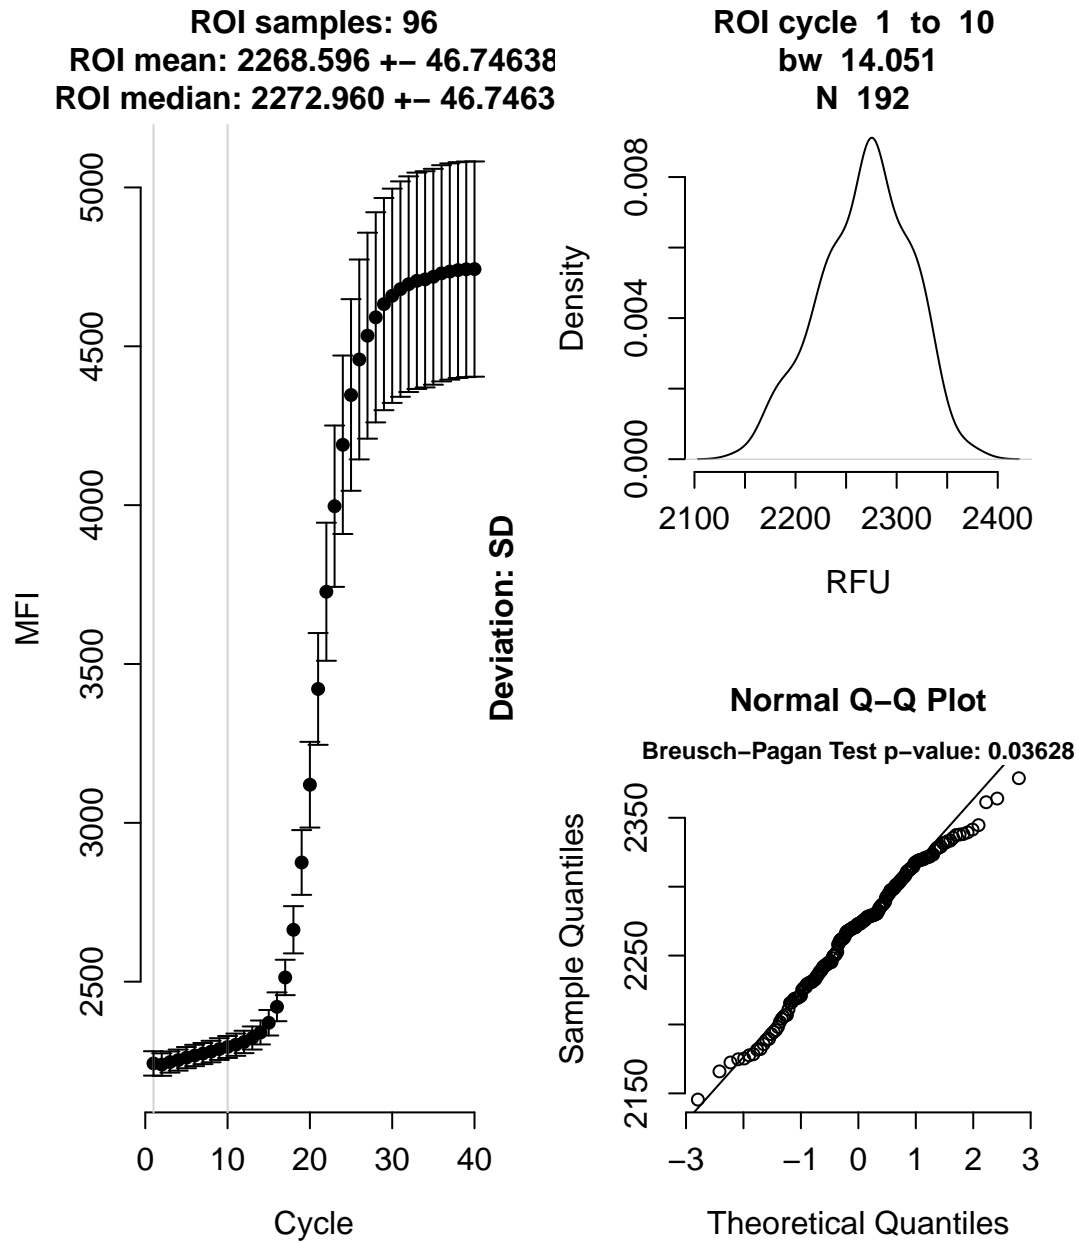 ROI samples: 96
ROI mean: 2268.596 +− 46.74638
ROI median: 2272.960 +− 46.7463
MFI
5000
4500
4000
3500
3000
2500
0 10 20 30 40
Cycle
Deviation: SD
ROI cycle 1 to 10
bw 14.051
N 192
Density
0.008
0.004
0.000
2100 2200 2300 2400
RFU
Normal Q−Q Plot
Breusch−Pagan Test p−value: 0.03628
Sample Quantiles
2350
2250
2150
−3 −1 0 1 2 3
Theoretical Quantiles